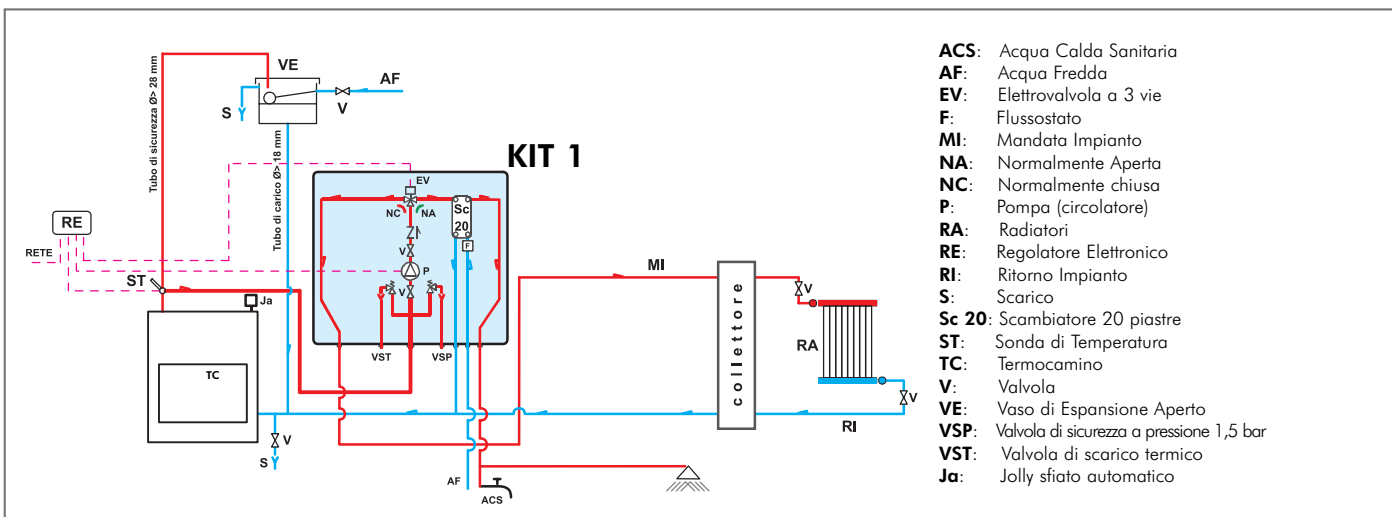 VE
AF
S
V
Tubo di sicurezza Ø> 28 mm
Tubo di carico Ø> 18 mm
KIT 1
EV
NC
NA
Sc
20
F
V
P
V
RE
RETE
ST
Ja
TC
VST
VSP
MI
collettore
V
RA
V
RI
V
S
AF
ACS
ACS: Acqua Calda Sanitaria
AF: Acqua Fredda
EV: Elettrovalvola a 3 vie
F: Flussostato
MI: Mandata Impianto
NA: Normalmente Aperta
NC: Normalmente chiusa
P: Pompa (circolatore)
RA: Radiatori
RE: Regolatore Elettronico
RI: Ritorno Impianto
S: Scarico
Sc 20: Scambiatore 20 piastre
ST: Sonda di Temperatura
TC: Termocamino
V: Valvola
VE: Vaso di Espansione Aperto
VSP: Valvola di sicurezza a pressione 1,5 bar
VST: Valvola di scarico termico
Ja: Jolly sfiato automatico